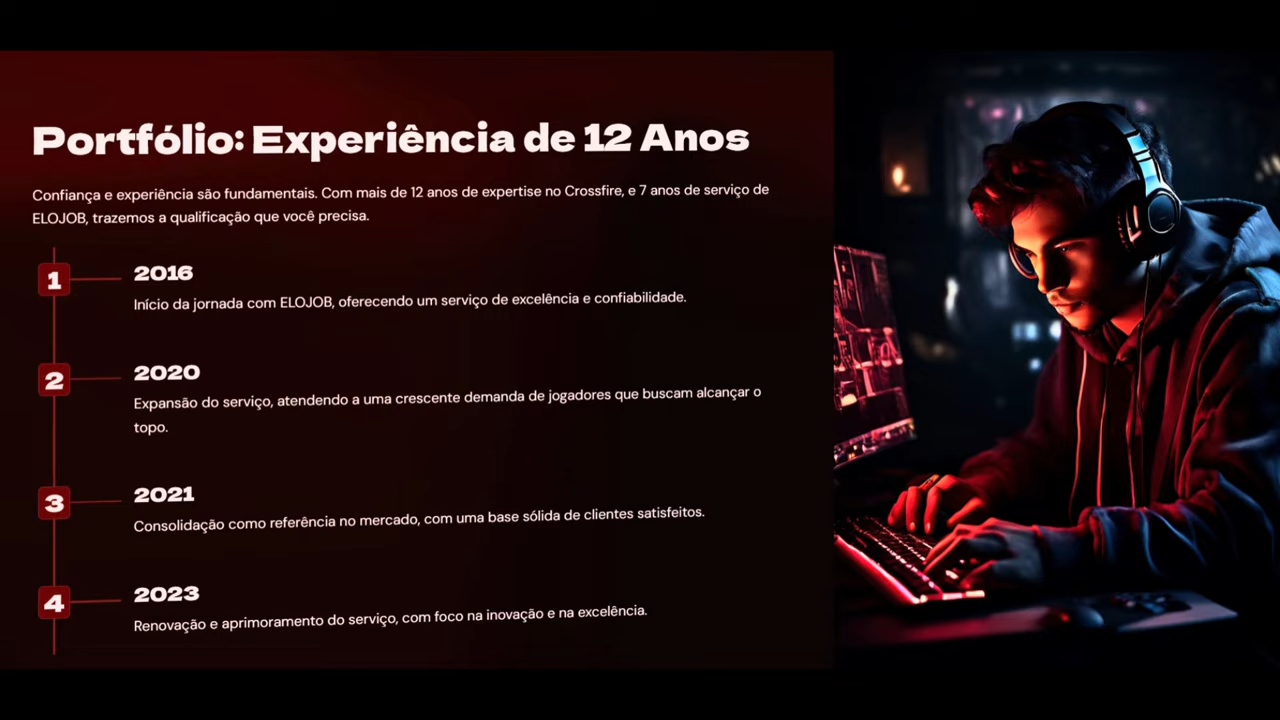 Portfólio: Experiência de 12 Anos
Confiança e experiência são fundamentais. Com mais de 12 anos de expertise no Crossfire, e 7 anos de serviço de
ELOJOB, trazemos a qualificação que você precisa.
1
2016
Início da jornada com ELOJOB, oferecendo um serviço de excelência e confiabilidade.
2
2020
Expansão do serviço, atendendo a uma crescente demanda de jogadores que buscam alcançar o
topo.
3
2021
Consolidação como referência no mercado, com uma base sólida de clientes satisfeitos.
4
2023
Renovação e aprimoramento do serviço, com foco na inovação e na excelência.